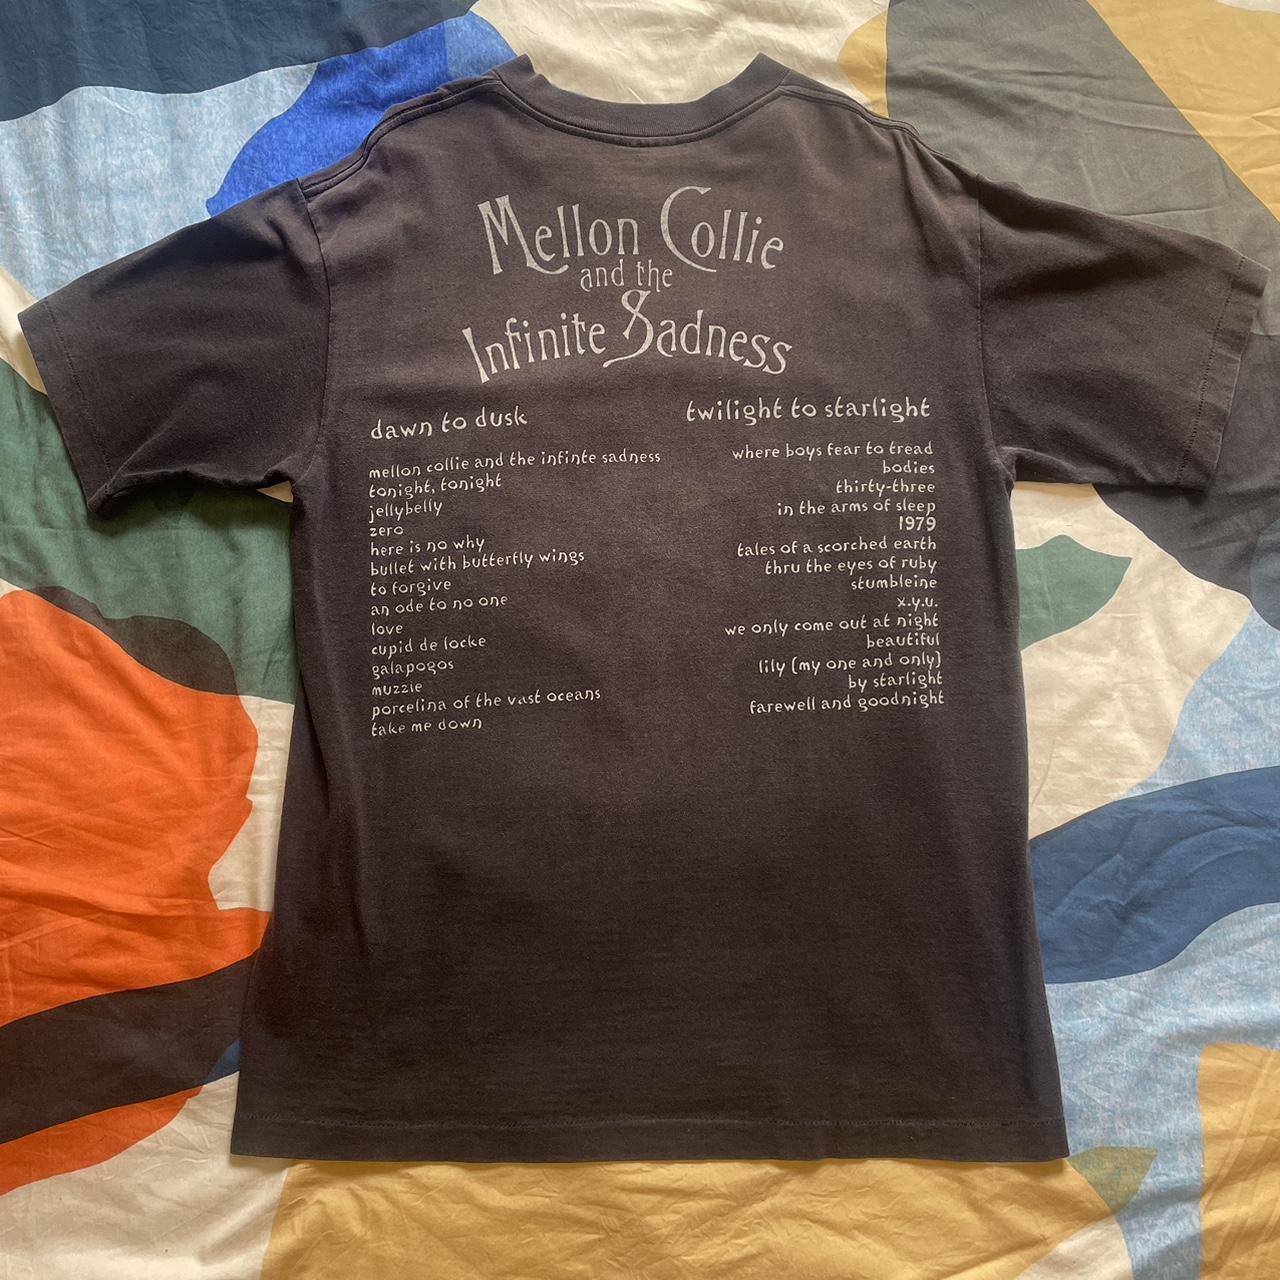 Mellon Collie
and the
Infinite Sadness
dawn to dusk
mellon collie and the infinte sadness
tonight, tonight
jellybelly
zero
here is no why
bullet with butterfly wings
to forgive
an ode to no one
love
cupid de locke
galapogos
muzzle
porcelina of the vast oceans
take me down
twilight to starlight
where boys fear to tread
bodies
thirty-three
in the arms of sleep
1979
tales of a scorched earth
thru the eyes of ruby
stumbleine
x.y.u.
we only come out at night
beautiful
lily (my one and only)
by starlight
farewell and goodnight